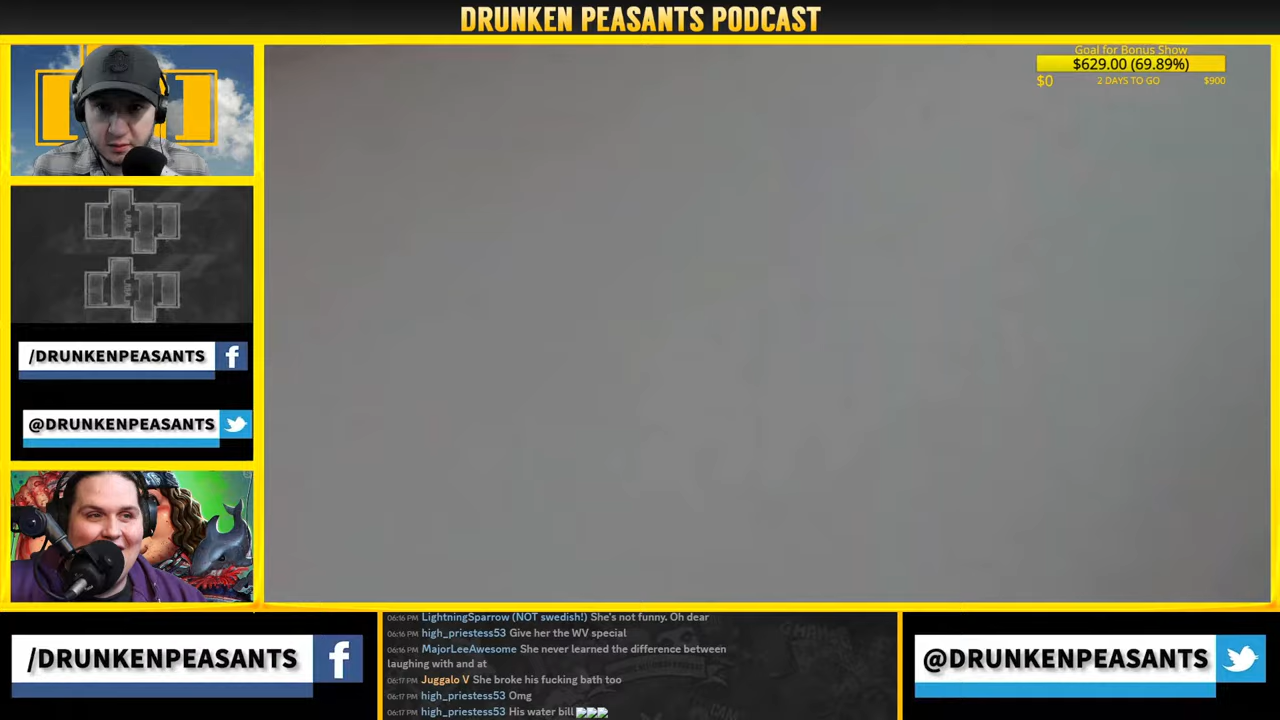 DRUNKEN PEASANTS PODCAST
Goal for Bonus Show
$629.00 (69.89%)
$0 2 DAYS TO GO $900
/DRUNKENPEASANTS f
@DRUNKENPEASANTS
06:16 PM LightningSparrow (NOT swedish!) She's not funny. Oh dear
06:16 PM high_priestess53 Give her the WV special
06:16 PM MajorLeeAwesome She never learned the difference between
laughing with and at
06:17 PM Juggalo V She broke his fucking bath too
06:17 PM high_priestess53 Omg
06:17 PM high_priestess53 His water bill
/DRUNKENPEASANTS f
@DRUNKENPEASANTS